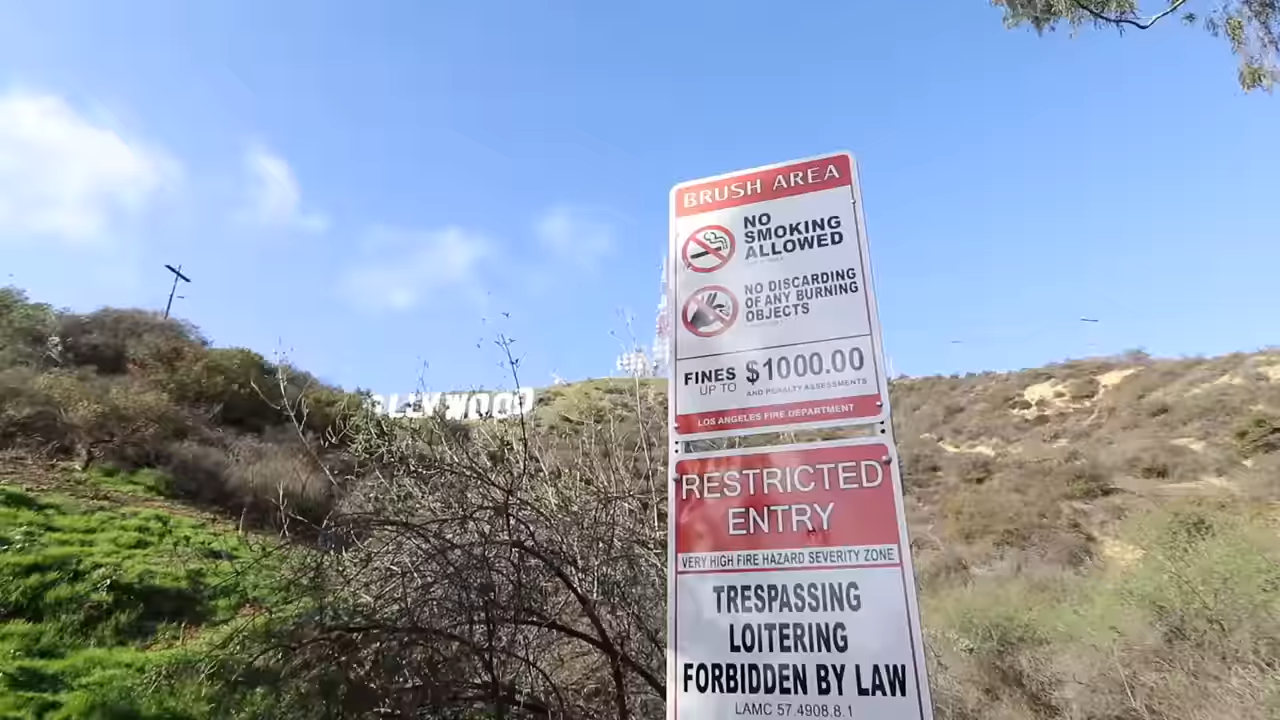 BRUSH AREA
NO
SMOKING
ALLOWED
NO DISCARDING
OF ANY BURNING
OBJECTS
FINES
UP TO
$1000.00
AND PENALTY ASSESSMENTS
LOS ANGELES FIRE DEPARTMENT
RESTRICTED
ENTRY
VERY HIGH FIRE HAZARD SEVERITY ZONE
TRESPASSING
LOITERING
FORBIDDEN BY LAW
LAMC 57.4908.8.1
LLYWOOD